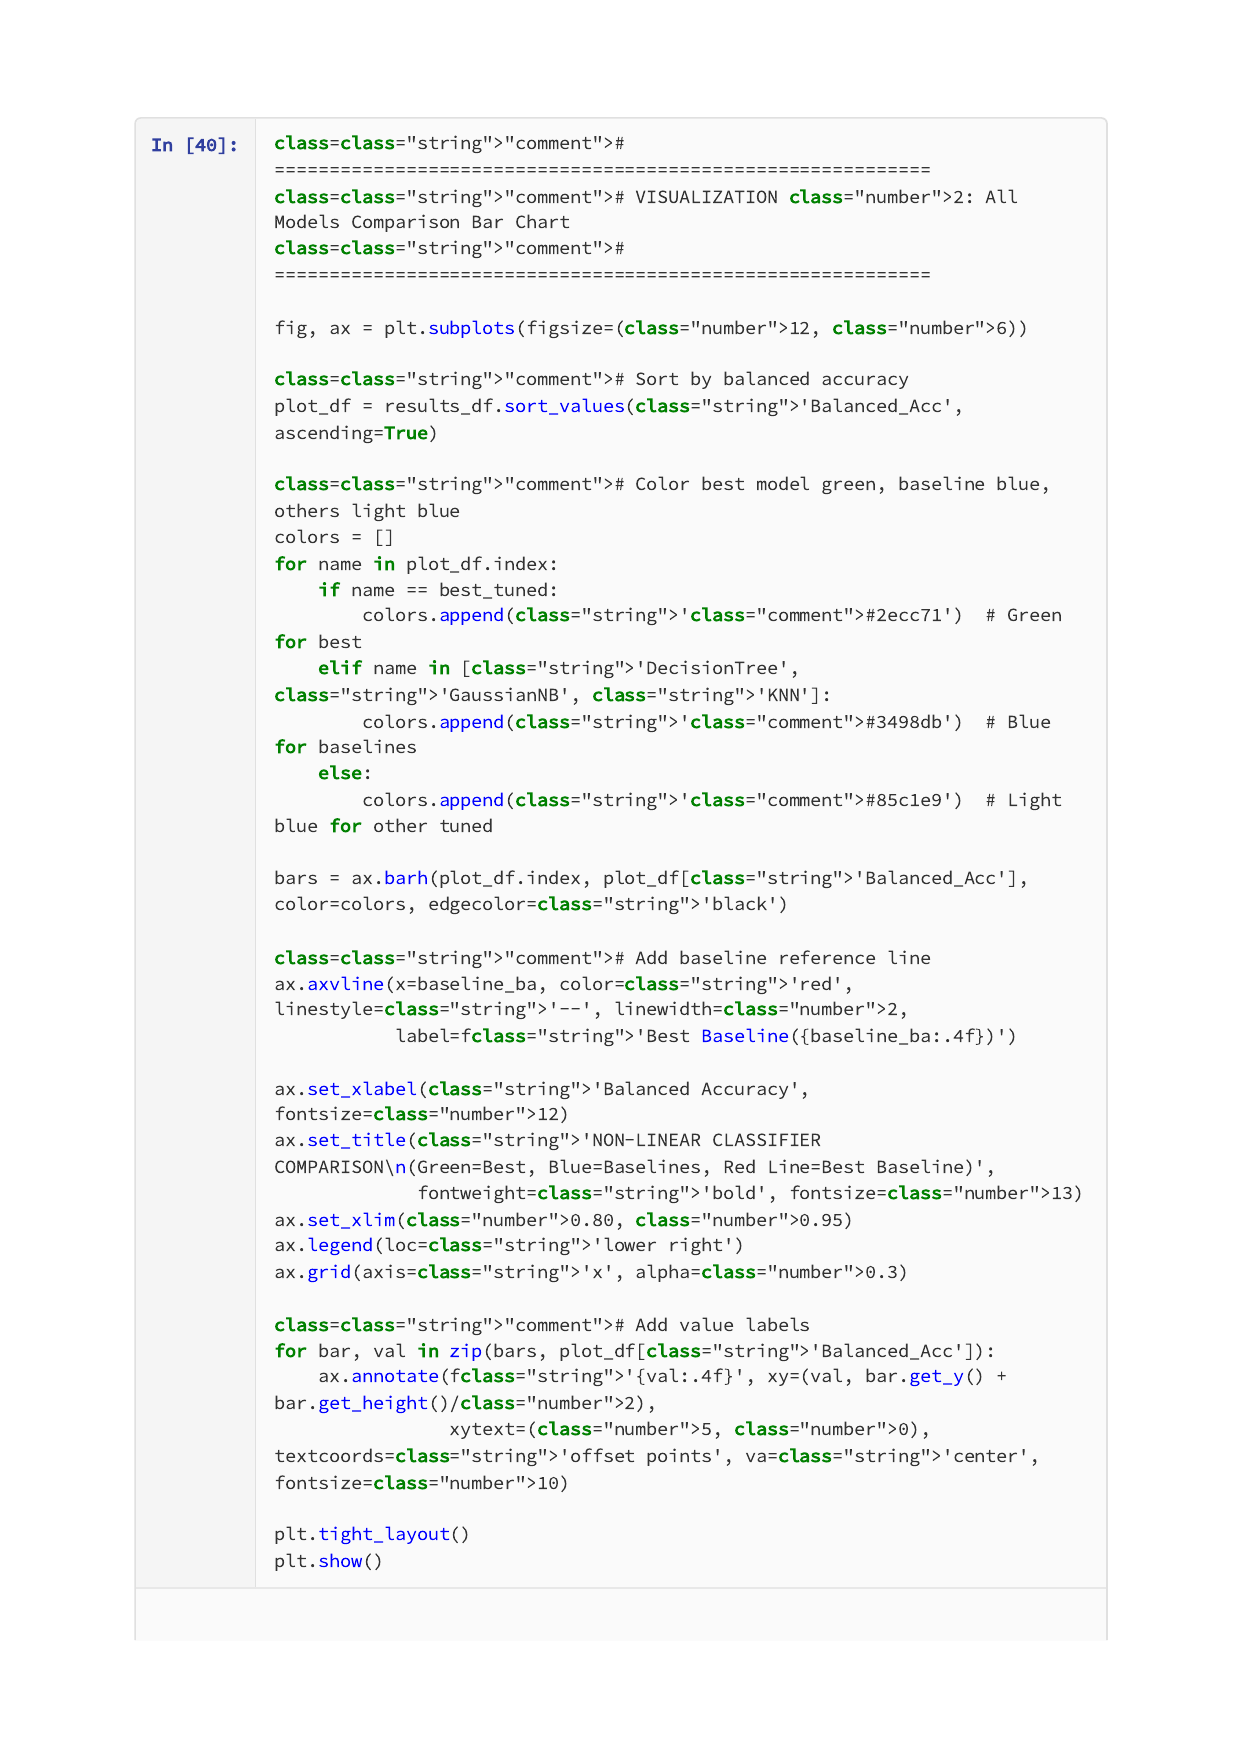 In [40]:
class=class="string">"comment">#
============================================================
class=class="string">"comment"># VISUALIZATION class="number">2: All
Models Comparison Bar Chart
class=class="string">"comment">#
============================================================
fig, ax = plt.subplots(figsize=(class="number">12, class="number">6))
class=class="string">"comment"># Sort by balanced accuracy
plot_df = results_df.sort_values(class="string">'Balanced_Acc',
ascending=True)
class=class="string">"comment"># Color best model green, baseline blue,
others light blue
colors = []
for name in plot_df.index:
    if name == best_tuned:
        colors.append(class="string">'class="comment">#2ecc71')  # Green
for best
    elif name in [class="string">'DecisionTree',
class="string">'GaussianNB', class="string">'KNN']:
        colors.append(class="string">'class="comment">#3498db')  # Blue
for baselines
    else:
        colors.append(class="string">'class="comment">#85c1e9')  # Light
blue for other tuned
bars = ax.barh(plot_df.index, plot_df[class="string">'Balanced_Acc'],
color=colors, edgecolor=class="string">'black')
class=class="string">"comment"># Add baseline reference line
ax.axvline(x=baseline_ba, color=class="string">'red',
linestyle=class="string">'--', linewidth=class="number">2,
           label=fclass="string">'Best Baseline({baseline_ba:.4f})')
ax.set_xlabel(class="string">'Balanced Accuracy',
fontsize=class="number">12)
ax.set_title(class="string">'NON-LINEAR CLASSIFIER
COMPARISON\n(Green=Best, Blue=Baselines, Red Line=Best Baseline)',
             fontweight=class="string">'bold', fontsize=class="number">13)
ax.set_xlim(class="number">0.80, class="number">0.95)
ax.legend(loc=class="string">'lower right')
ax.grid(axis=class="string">'x', alpha=class="number">0.3)
class=class="string">"comment"># Add value labels
for bar, val in zip(bars, plot_df[class="string">'Balanced_Acc']):
    ax.annotate(fclass="string">'{val:.4f}', xy=(val, bar.get_y() +
bar.get_height()/class="number">2),
                xytext=(class="number">5, class="number">0),
textcoords=class="string">'offset points', va=class="string">'center',
fontsize=class="number">10)
plt.tight_layout()
plt.show()